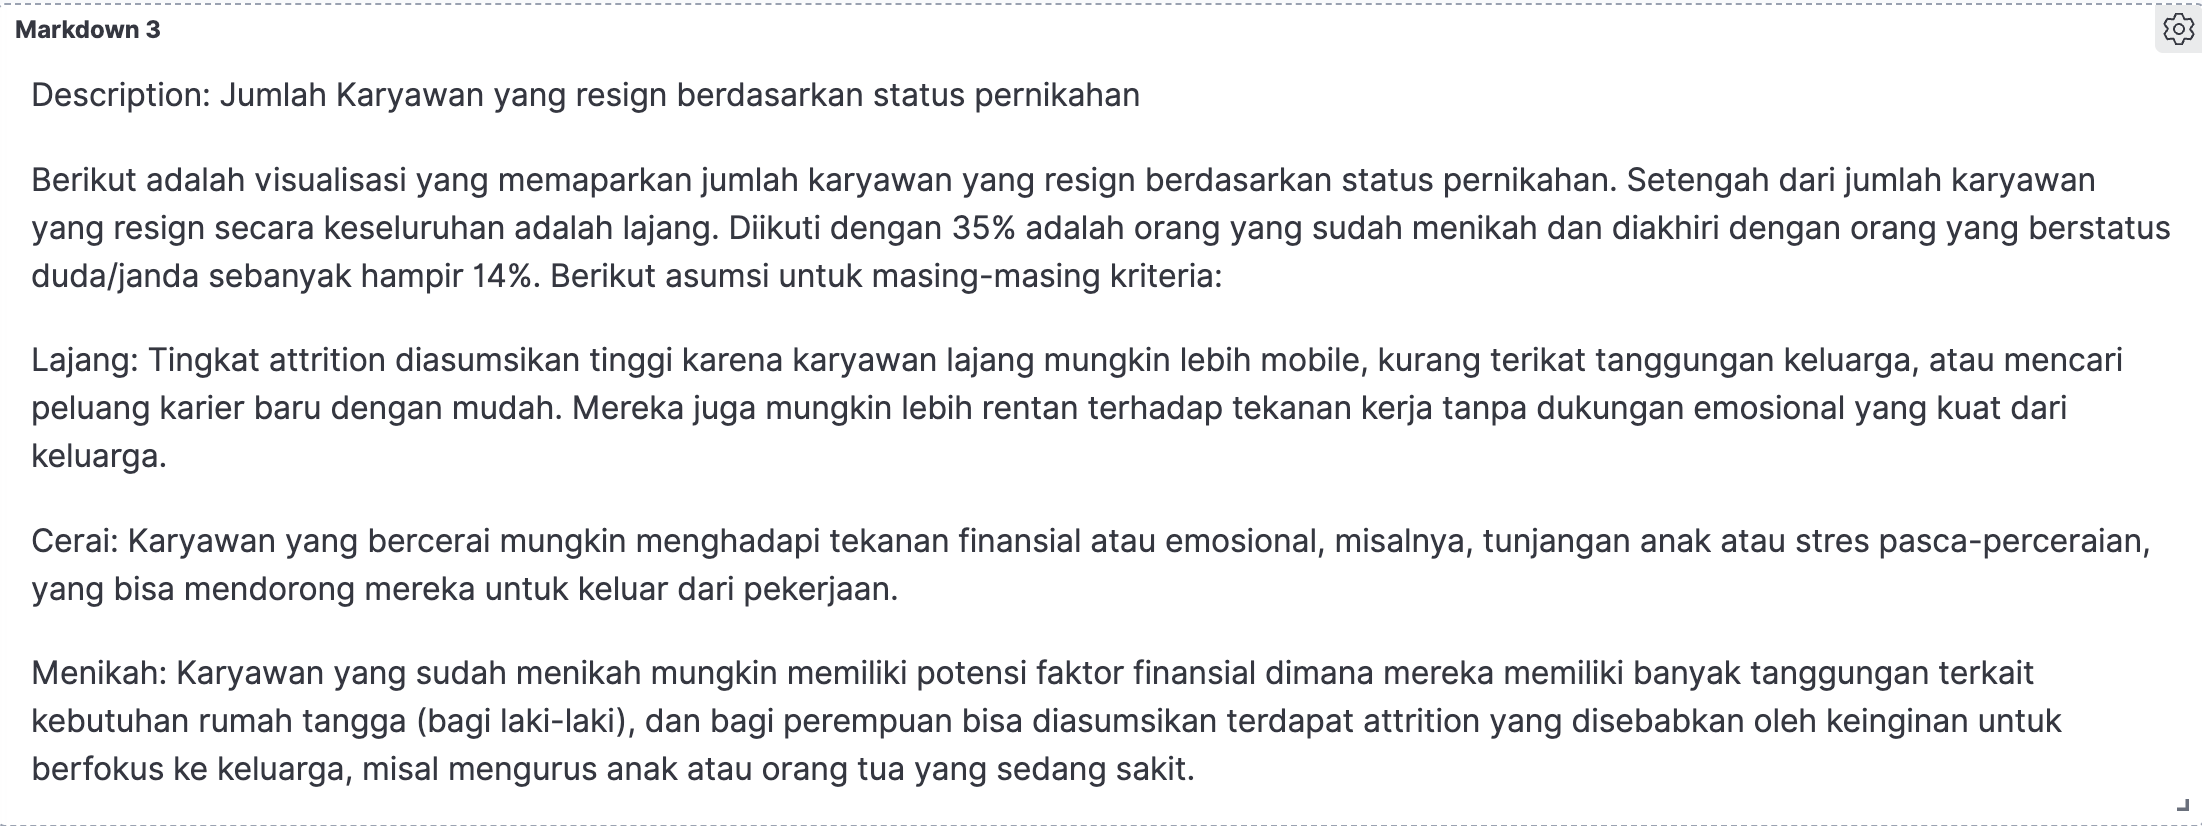 Markdown 3
Description: Jumlah Karyawan yang resign berdasarkan status pernikahan
Berikut adalah visualisasi yang memaparkan jumlah karyawan yang resign berdasarkan status pernikahan. Setengah dari jumlah karyawan
yang resign secara keseluruhan adalah lajang. Diikuti dengan 35% adalah orang yang sudah menikah dan diakhiri dengan orang yang berstatus
duda/janda sebanyak hampir 14%. Berikut asumsi untuk masing-masing kriteria:
Lajang: Tingkat attrition diasumsikan tinggi karena karyawan lajang mungkin lebih mobile, kurang terikat tanggungan keluarga, atau mencari
peluang karier baru dengan mudah. Mereka juga mungkin lebih rentan terhadap tekanan kerja tanpa dukungan emosional yang kuat dari
keluarga.
Cerai: Karyawan yang bercerai mungkin menghadapi tekanan finansial atau emosional, misalnya, tunjangan anak atau stres pasca-perceraian,
yang bisa mendorong mereka untuk keluar dari pekerjaan.
Menikah: Karyawan yang sudah menikah mungkin memiliki potensi faktor finansial dimana mereka memiliki banyak tanggungan terkait
kebutuhan rumah tangga (bagi laki-laki), dan bagi perempuan bisa diasumsikan terdapat attrition yang disebabkan oleh keinginan untuk
berfokus ke keluarga, misal mengurus anak atau orang tua yang sedang sakit.